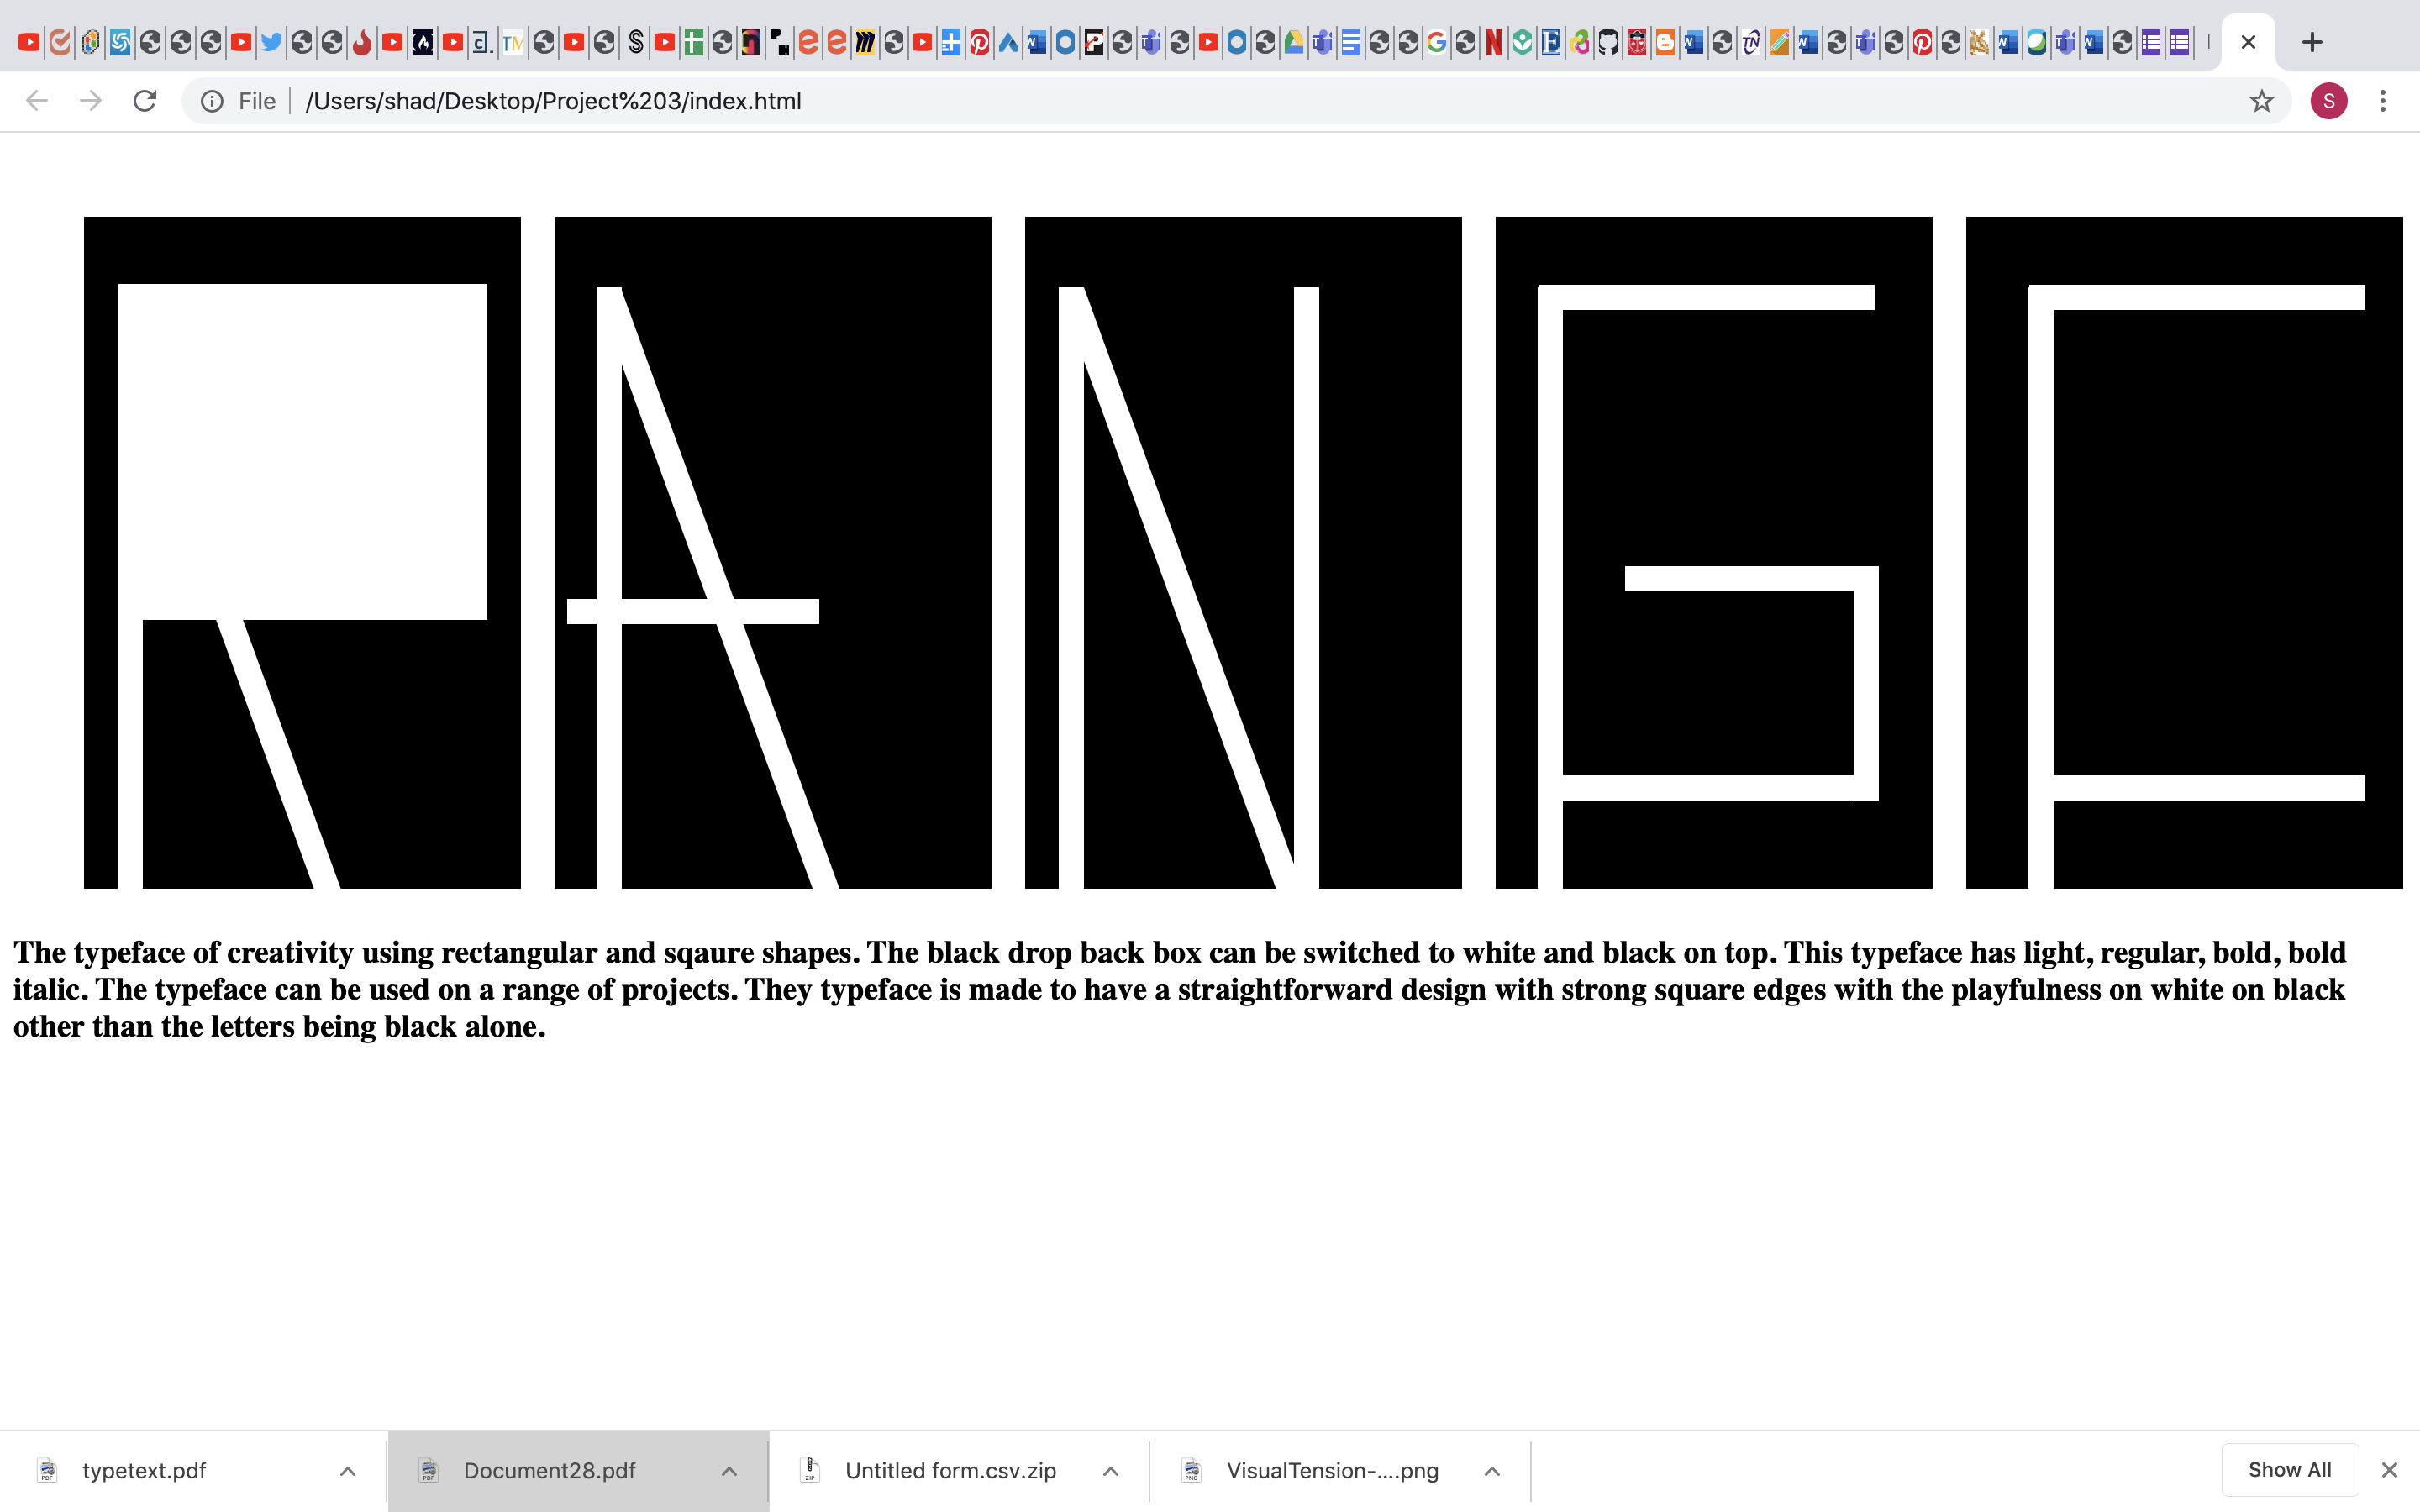 File /Users/shad/Desktop/Project%203/index.html
S
RANGE
The typeface of creativity using rectangular and sqaure shapes. The black drop back box can be switched to white and black on top. This typeface has light, regular, bold, bold
italic. The typeface can be used on a range of projects. They typeface is made to have a straightforward design with strong square edges with the playfulness on white on black
other than the letters being black alone.
typetext.pdf
Document28.pdf
Untitled form.csv.zip
VisualTension-....png
Show All